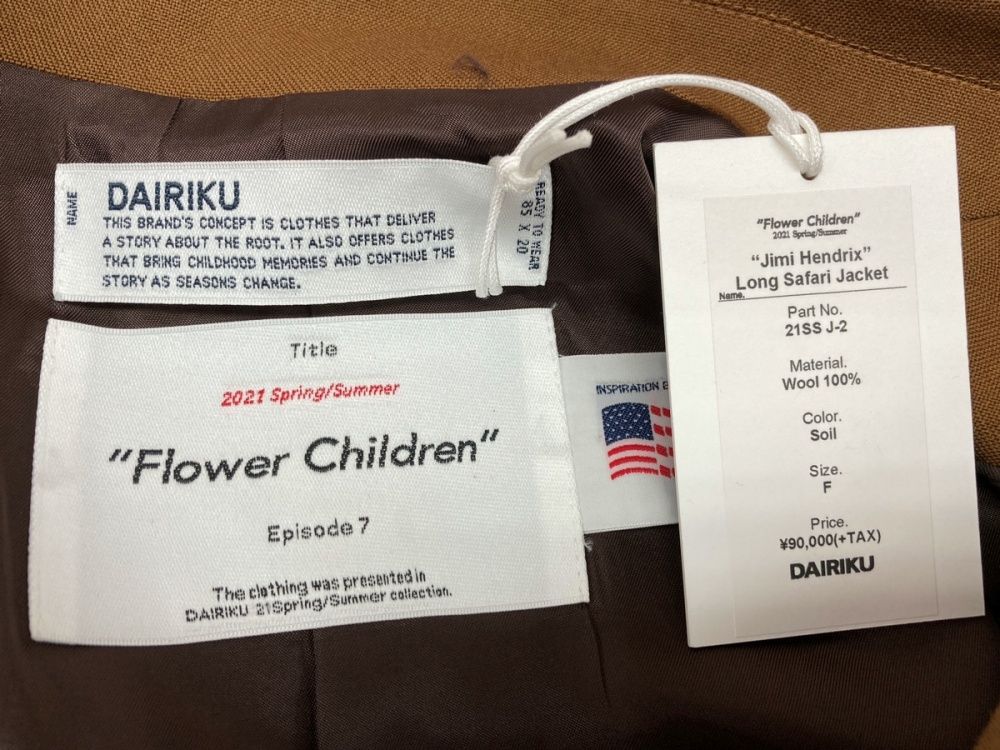 NAME
DAIRIKU
THIS BRAND'S CONCEPT IS CLOTHES THAT DELIVER
A STORY ABOUT THE ROOT. IT ALSO OFFERS CLOTHES
THAT BRING CHILDHOOD MEMORIES AND CONTINUE THE
STORY AS SEASONS CHANGE.
READY TO WEAR
85 X 20
Title
2021 Spring/Summer
"Flower Children"
Episode 7
The clothing was presented in
DAIRIKU 21Spring/Summer collection.
INSPIRATION
"Flower Children"
2021 Spring/Summer
"Jimi Hendrix"
Long Safari Jacket
Name.
Part No.
21SS J-2
Material.
Wool 100%
Color.
Soil
Size.
F
Price.
¥90,000(+TAX)
DAIRIKU